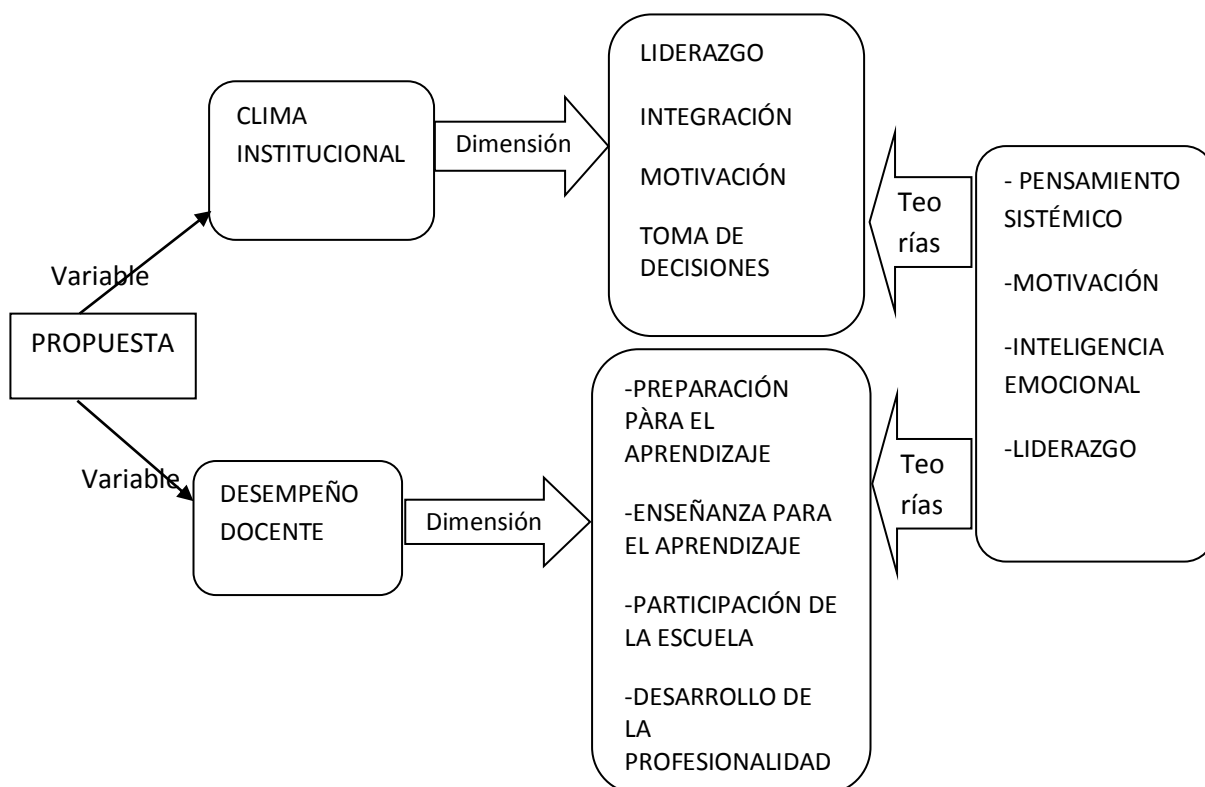 LIDERAZGO
INTEGRACIÓN
MOTIVACIÓN
TOMA DE
DECISIONES
CLIMA
INSTITUCIONAL
Dimensión
Teo
rías
- PENSAMIENTO
SISTÉMICO
-MOTIVACIÓN
-INTELIGENCIA
EMOCIONAL
-LIDERAZGO
Variable
PROPUESTA
Variable
DESEMPEÑO
DOCENTE
Dimensión
-PREPARACIÓN
PÀRA EL
APRENDIZAJE
-ENSEÑANZA PARA
EL APRENDIZAJE
-PARTICIPACIÓN DE
LA ESCUELA
-DESARROLLO DE
LA
PROFESIONALIDAD
Teo
rías